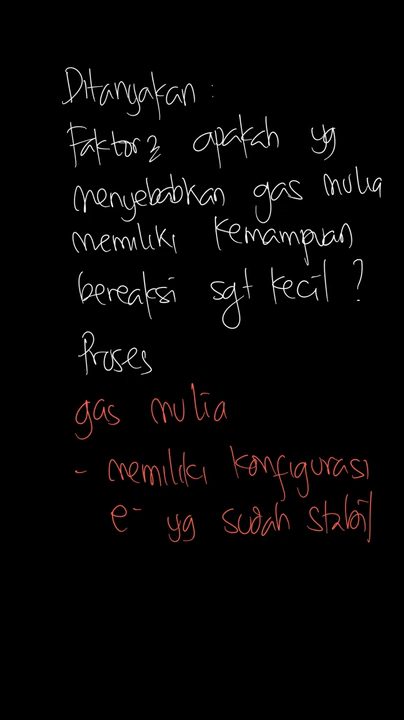 Ditanyakan :
Faktor2 apakah yg
menyebabkan gas mulia
memiliki kemampuan
bereaksi sgt kecil ?
Proses
gas mulia
- memiliki konfigurasi
e⁻ yg sudah stabil